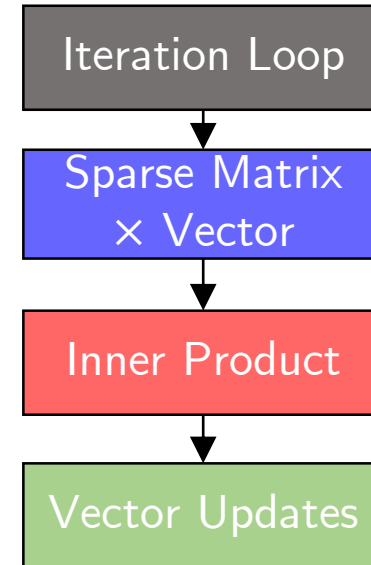 Iteration Loop
Sparse Matrix
× Vector
Inner Product
Vector Updates